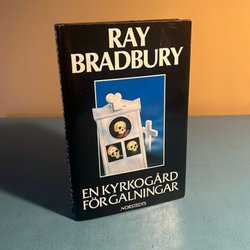 RAY
BRADBURY
EN KYRKOGÅRD
FÖR GALNINGAR
NORSTEDTS